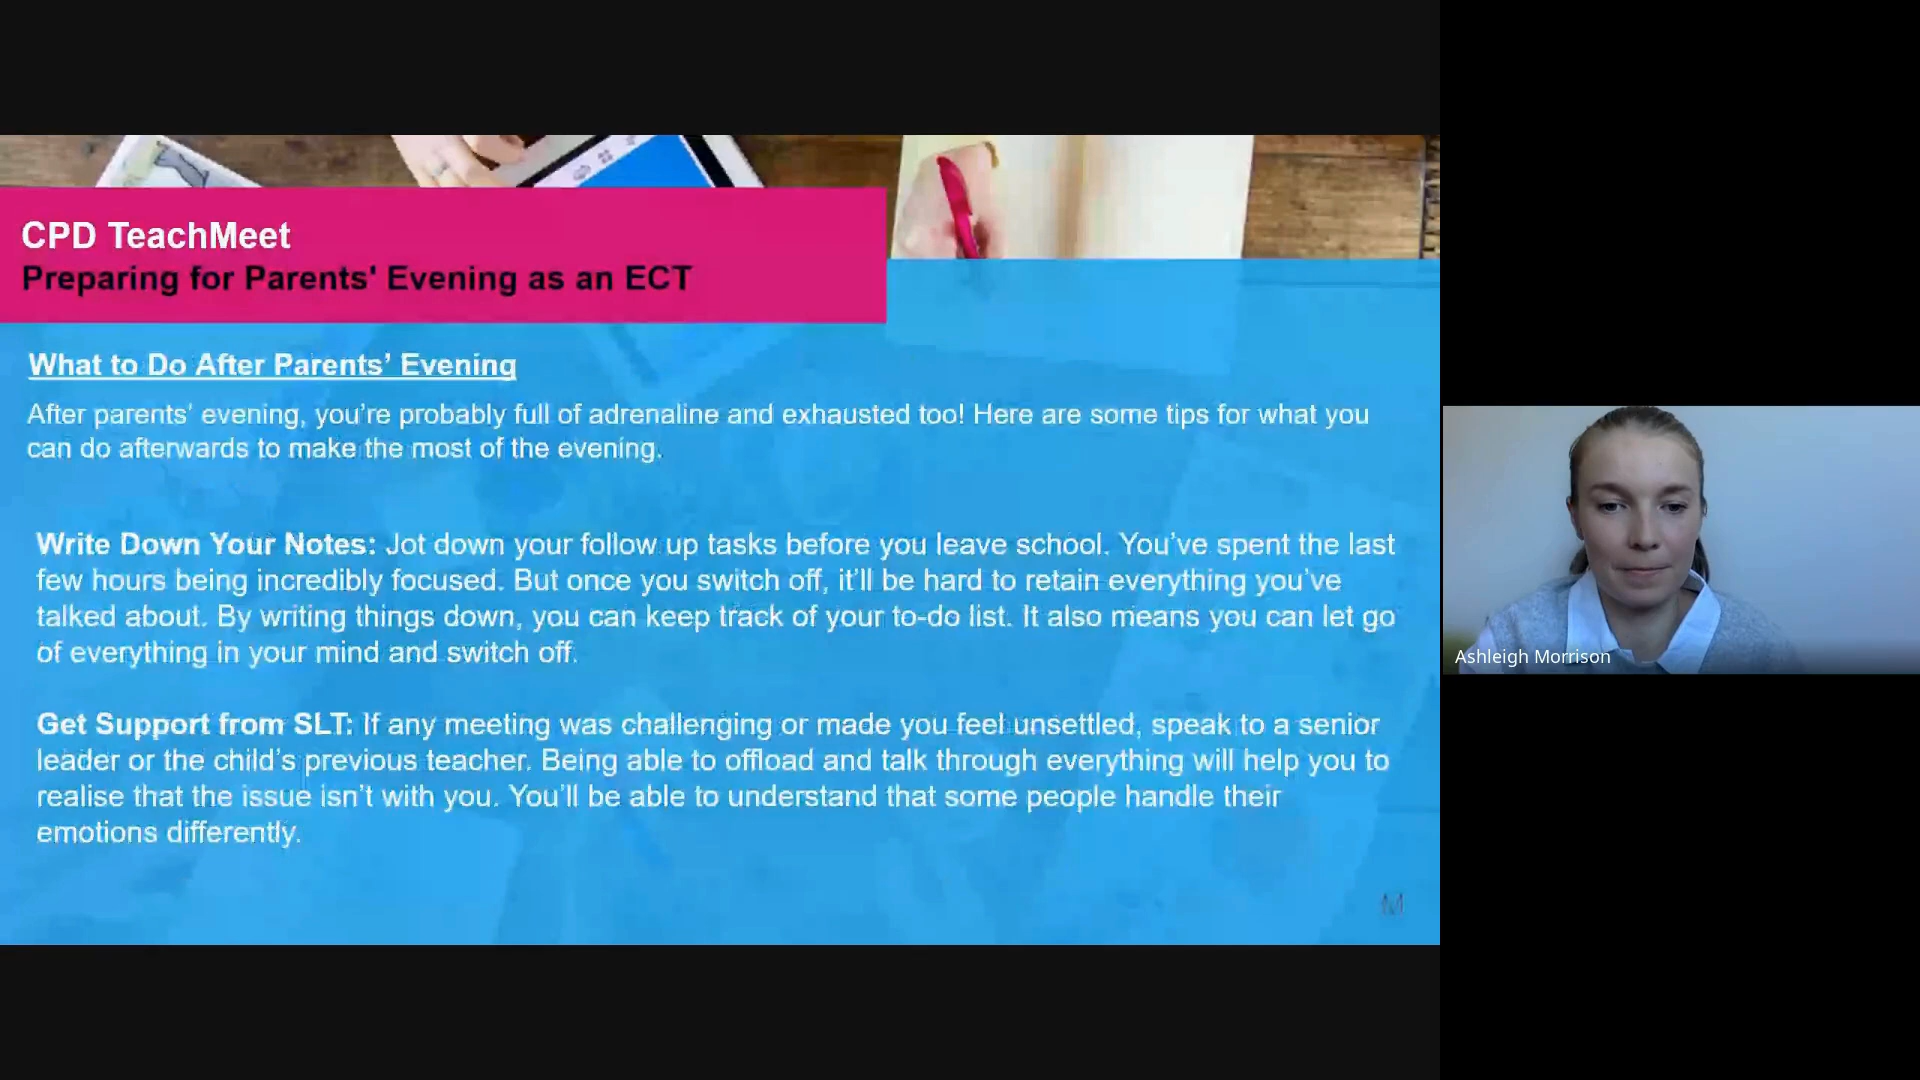 CPD TeachMeet
Preparing for Parents' Evening as an ECT
What to Do After Parents’ Evening
After parents’ evening, you’re probably full of adrenaline and exhausted too! Here are some tips for what you
can do afterwards to make the most of the evening.
Write Down Your Notes: Jot down your follow up tasks before you leave school. You’ve spent the last
few hours being incredibly focused. But once you switch off, it’ll be hard to retain everything you’ve
talked about. By writing things down, you can keep track of your to-do list. It also means you can let go
of everything in your mind and switch off.
Get Support from SLT: If any meeting was challenging or made you feel unsettled, speak to a senior
leader or the child’s previous teacher. Being able to offload and talk through everything will help you to
realise that the issue isn’t with you. You’ll be able to understand that some people handle their
emotions differently.
M
Ashleigh Morrison